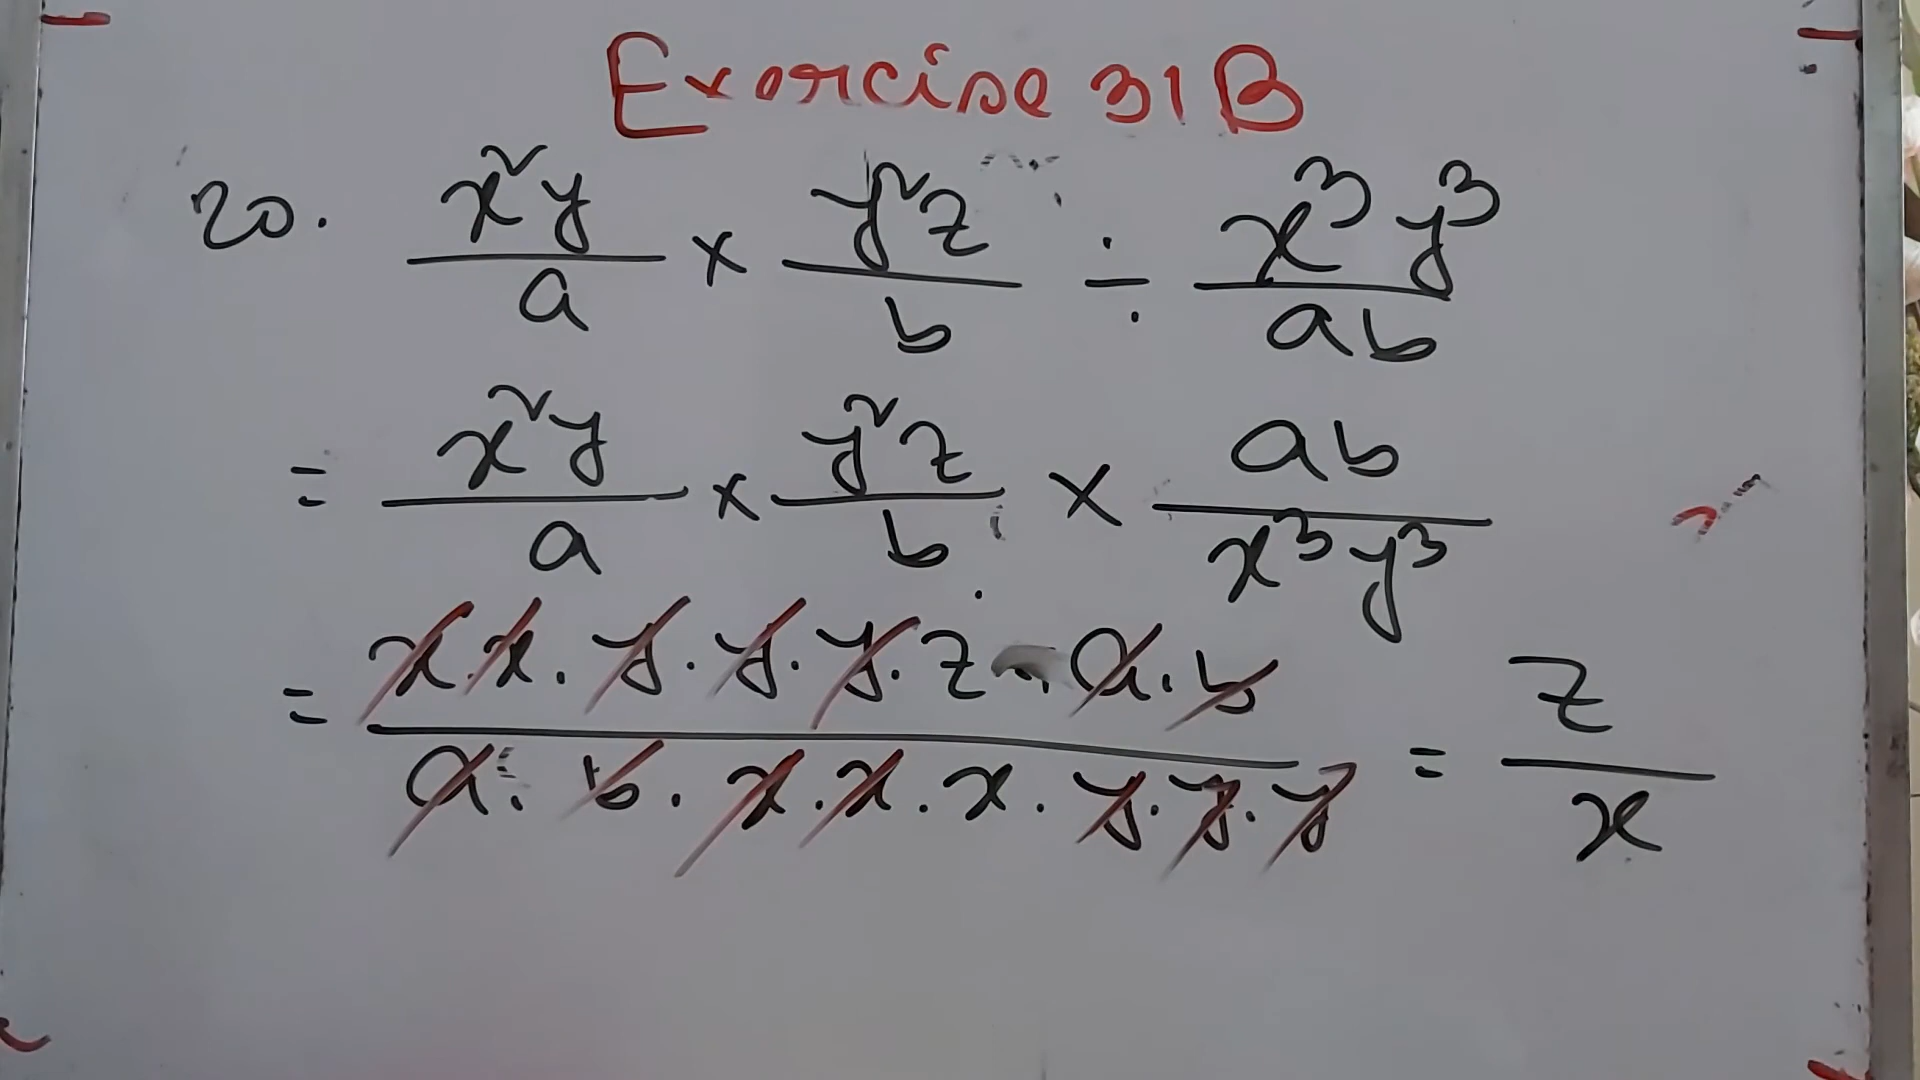 Exercise 31B
20. x²y/a × y²z/b ÷ x³y³/ab
= x²y/a × y²z/b × ab/x³y³
= x.x.y.y.y.z.a.b/a.b.x.x.x.y.y.y = z/x